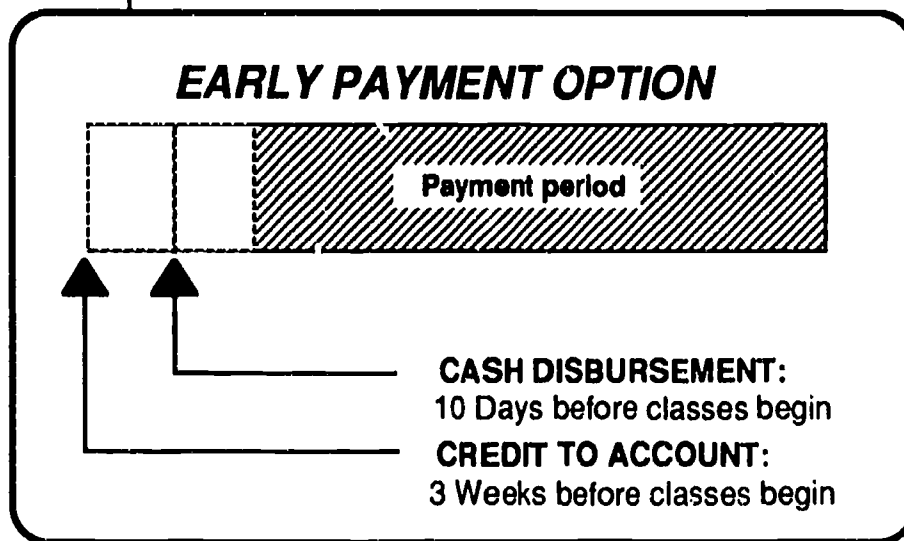 EARLY PAYMENT OPTION
Payment period
CASH DISBURSEMENT:
10 Days before classes begin
CREDIT TO ACCOUNT:
3 Weeks before classes begin